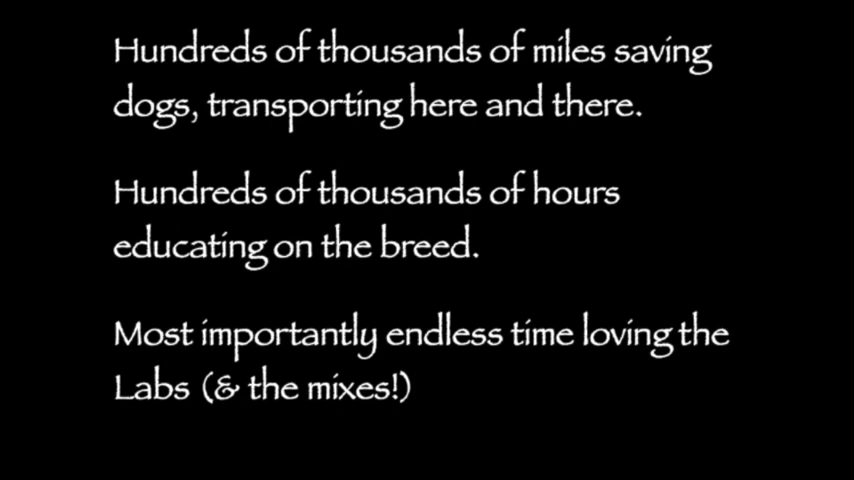 Hundreds of thousands of miles saving
dogs, transporting here and there.
Hundreds of thousands of hours
educating on the breed.
Most importantly endless time loving the
Labs (& the mixes!)